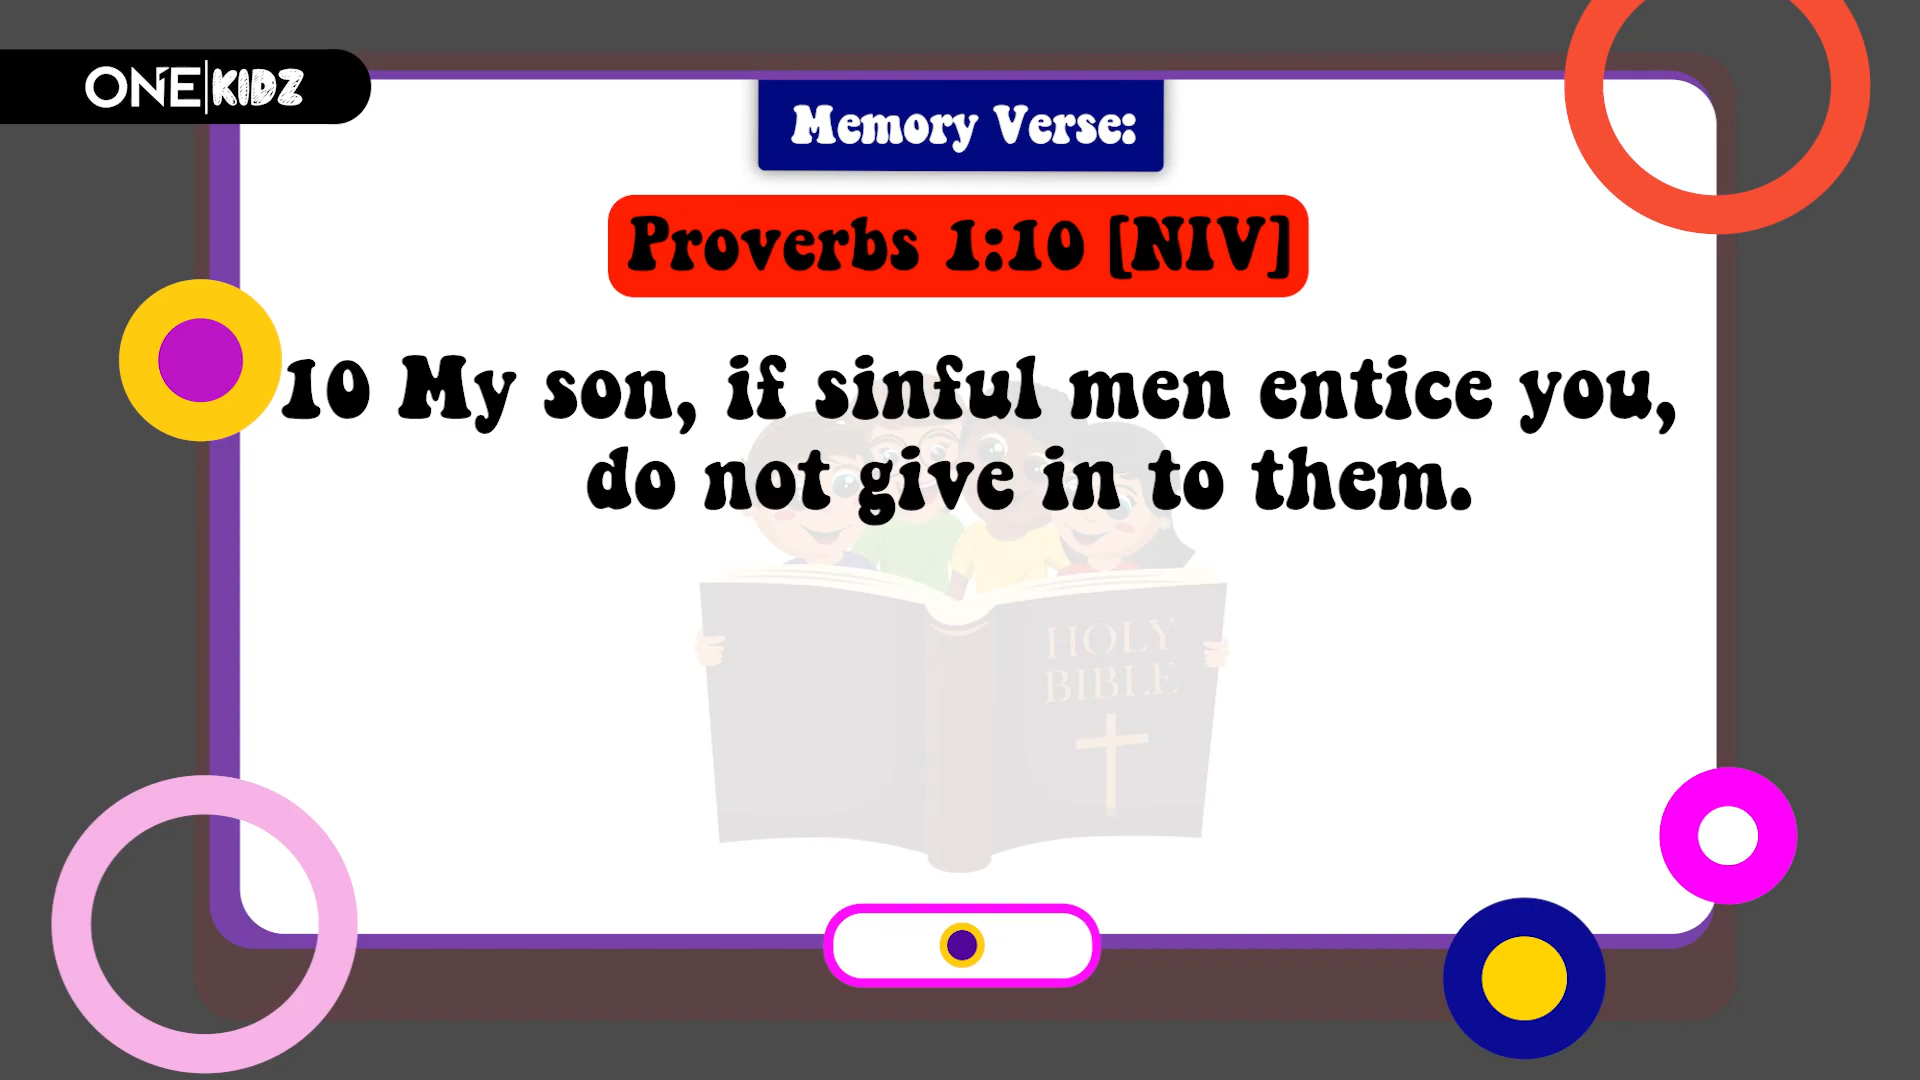 ONE|KIDZ
Memory Verse:
Proverbs 1:10 [NIV]
10 My son, if sinful men entice you,
do not give in to them.
HOLY
BIBLE